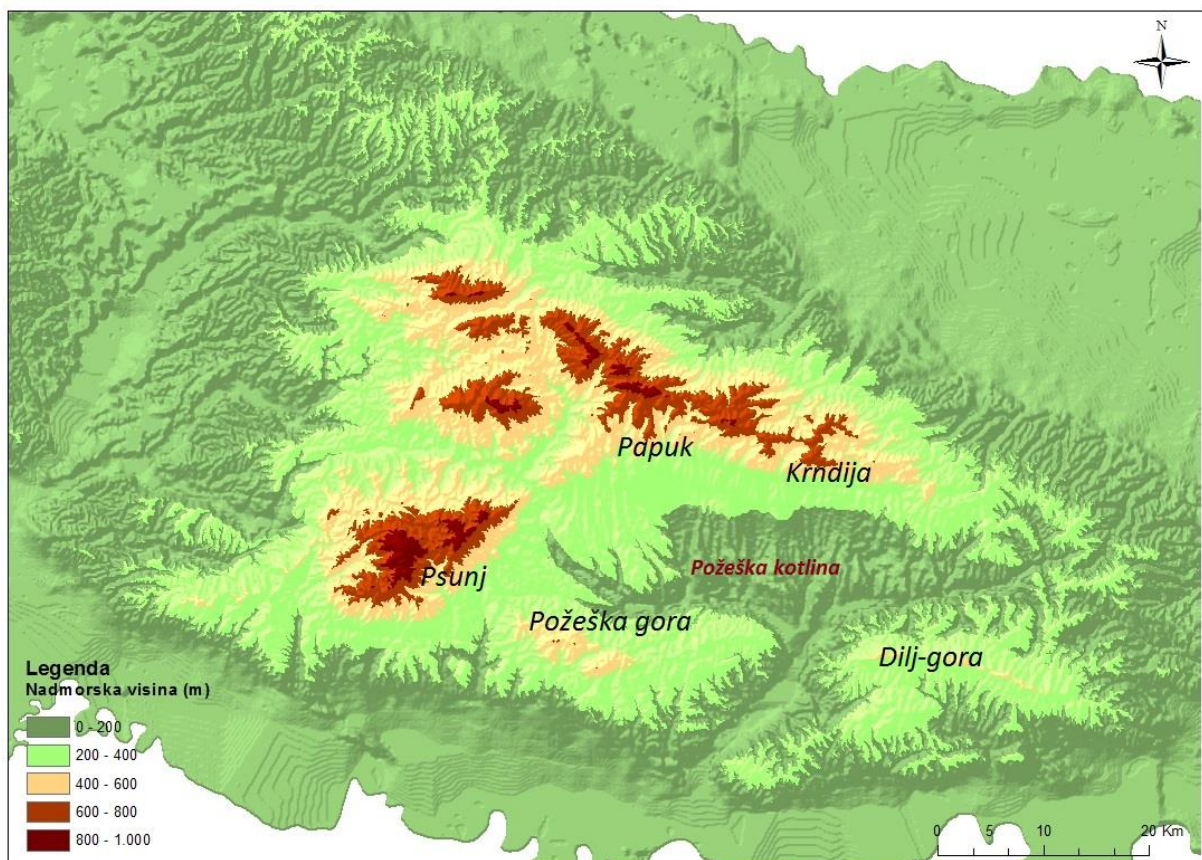 N
Papuk
Krndija
Požeška kotlina
Psunj
Požeška gora
Dilj-gora
Legenda
Nadmorska visina (m)
0 - 200
200 - 400
400 - 600
600 - 800
800 - 1.000
0 5 10 20 Km